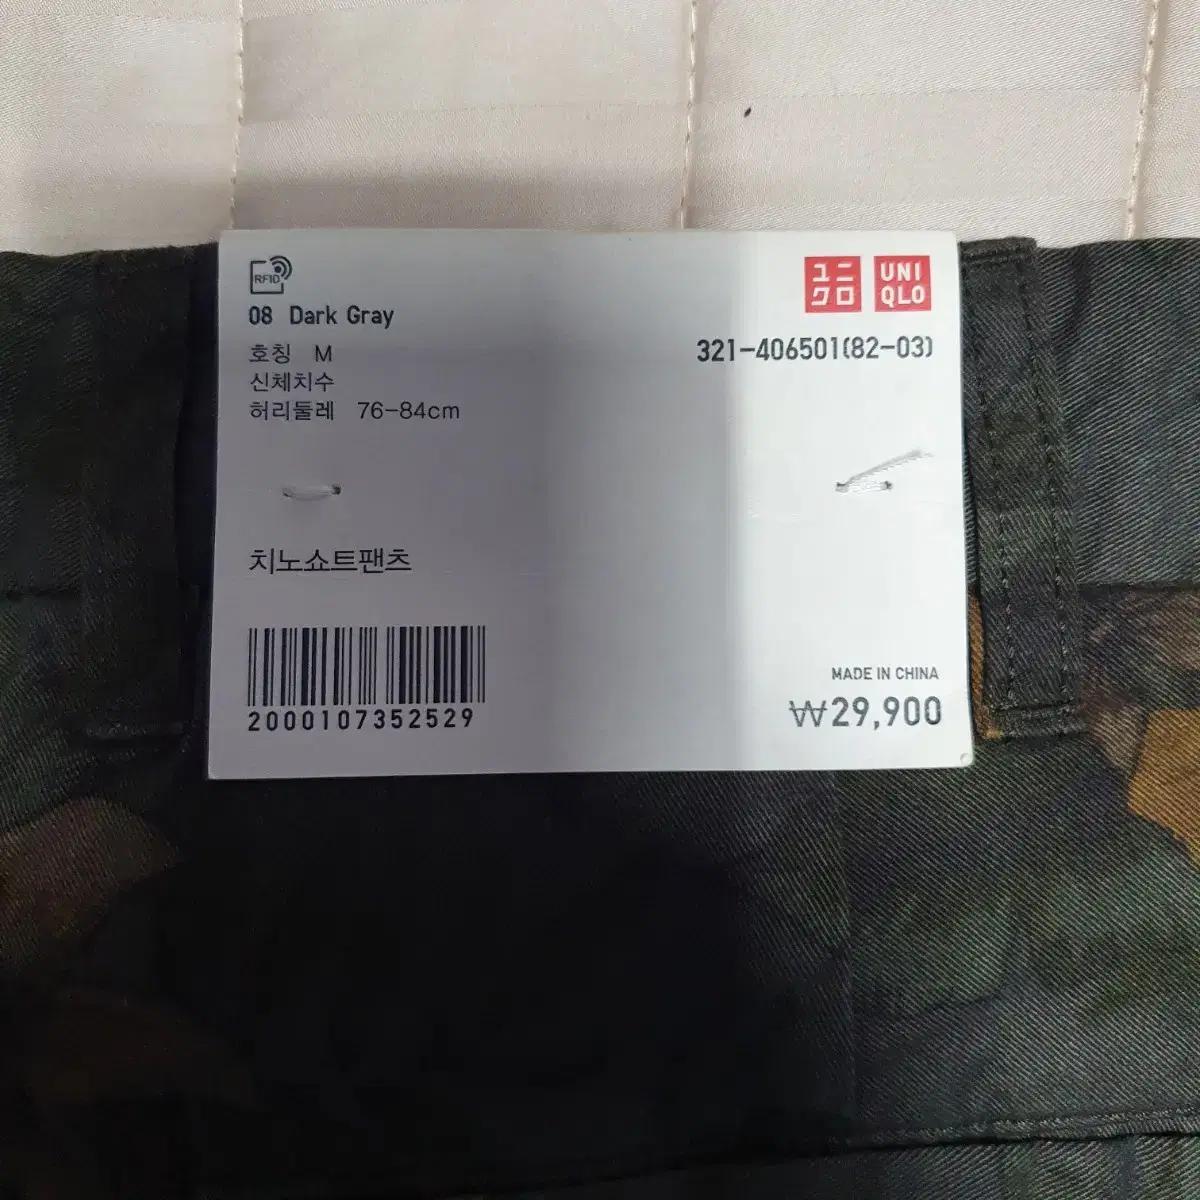 RFID
ユニ
クロ
UNI
QLO
08 Dark Gray
321-406501(82-03)
호칭 M
신체치수
허리둘레 76-84cm
치노쇼트팬츠
2000107352529
MADE IN CHINA
₩29,900